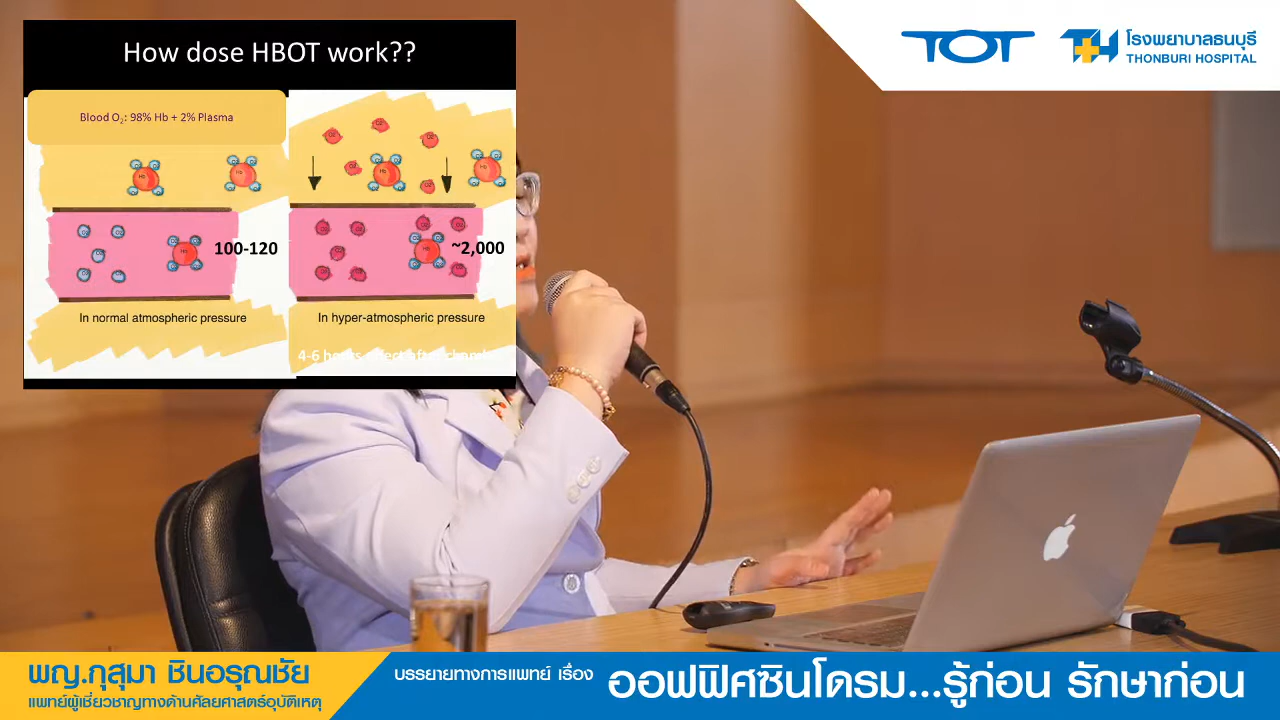 How dose HBOT work??
Blood O₂: 98% Hb + 2% Plasma
100-120
~2,000
In normal atmospheric pressure
In hyper-atmospheric pressure
4-6
TOT
โรงพยาบาลธนบุรี
THONBURI HOSPITAL
พญ.กุสุมา ชินอรุณชัย
แพทย์ผู้เชี่ยวชาญทางด้านศัลยศาสตร์อุบัติเหตุ
บรรยายทางการแพทย์ เรื่อง
ออฟฟิศซินโดรม...รู้ก่อน รักษาก่อน